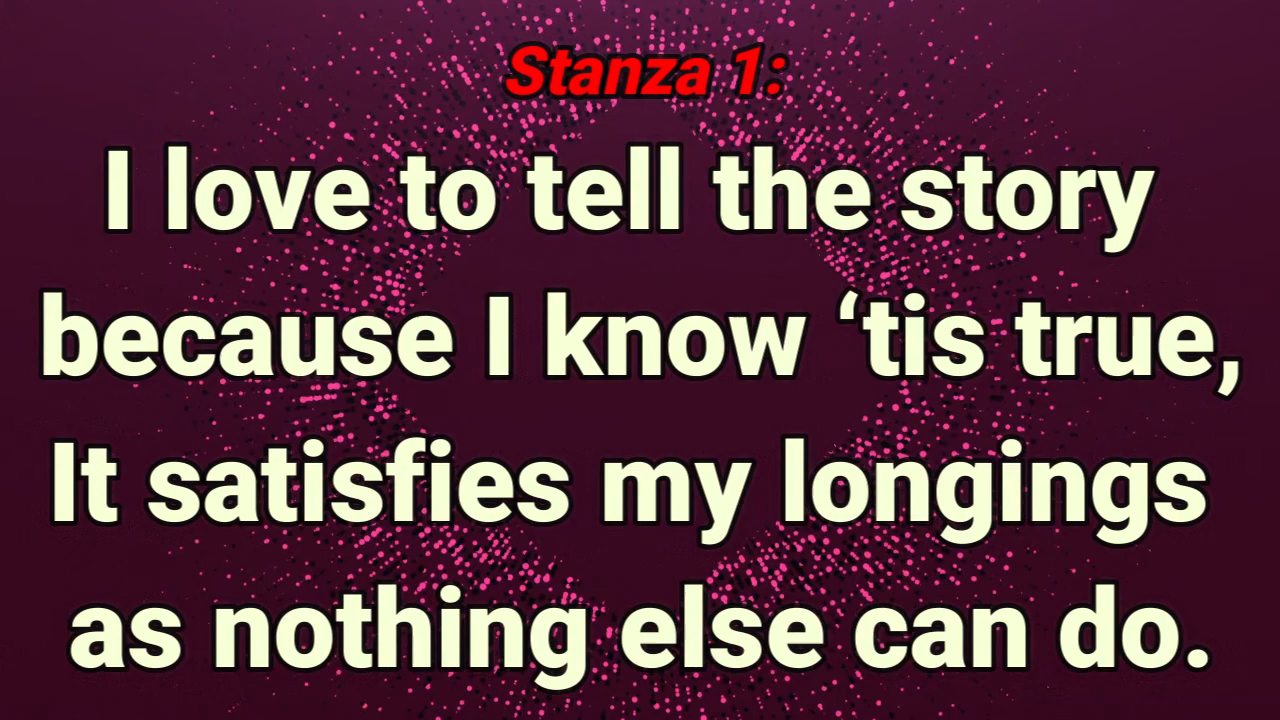 Stanza 1:
I love to tell the story
because I know ‘tis true,
It satisfies my longings
as nothing else can do.